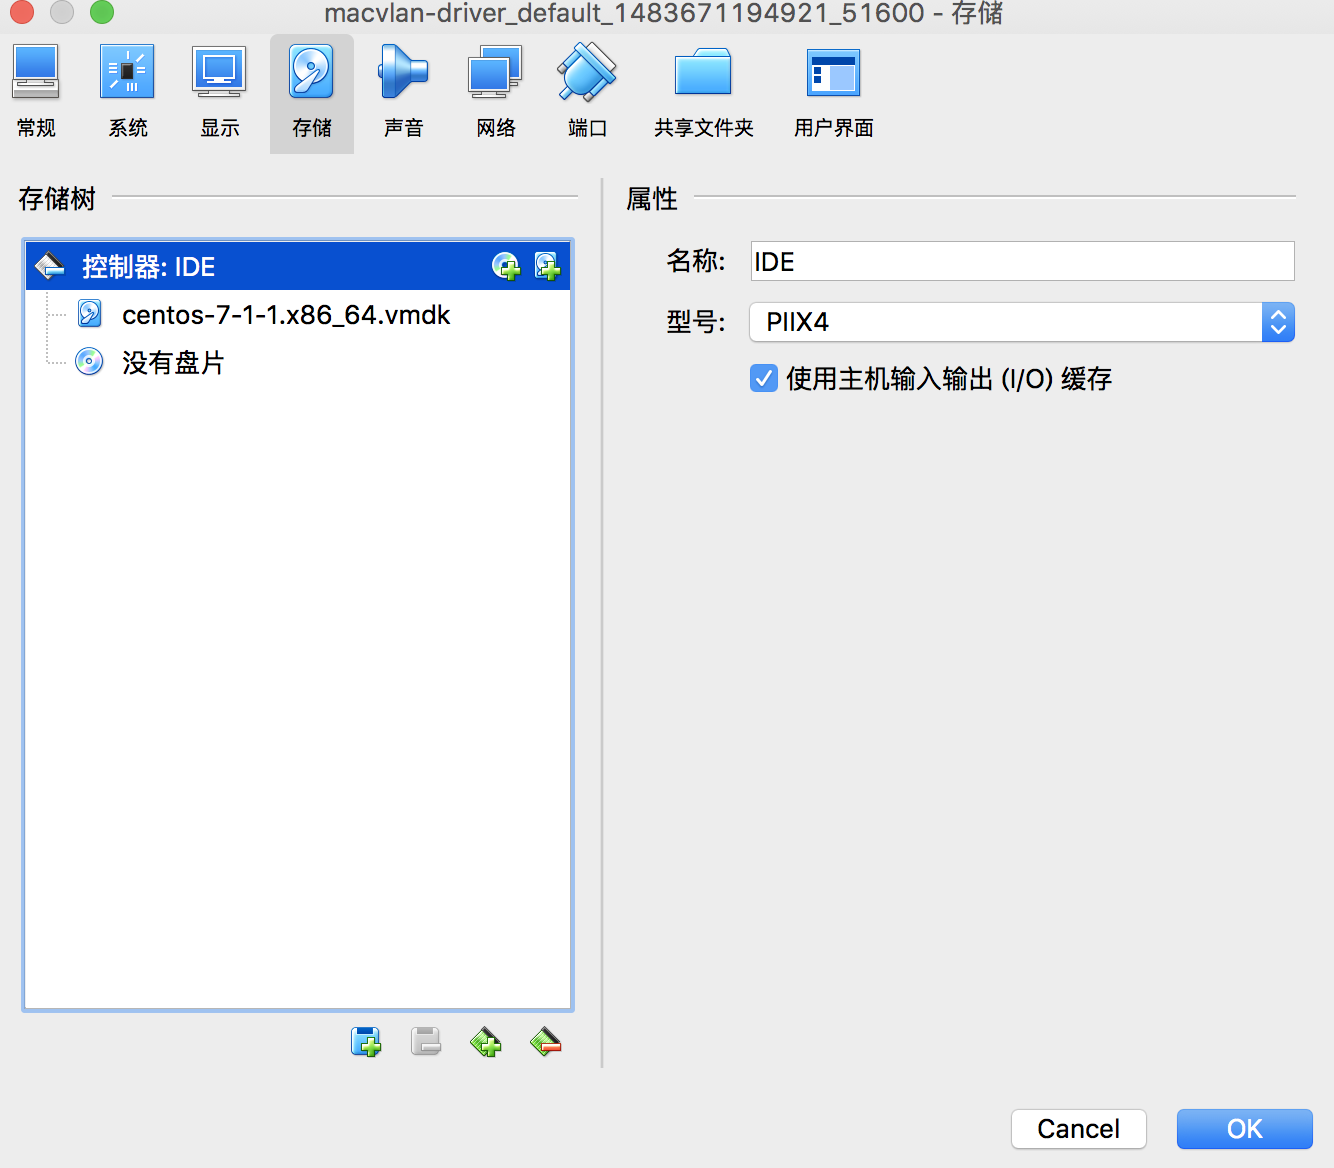 macvlan-driver_default_1483671194921_51600 - 存储
常规 系统 显示 存储 声音 网络 端口 共享文件夹 用户界面
存储树
控制器: IDE
centos-7-1-1.x86_64.vmdk
没有盘片
属性
名称: IDE
型号: PIIX4
使用主机输入输出 (I/O) 缓存
Cancel OK